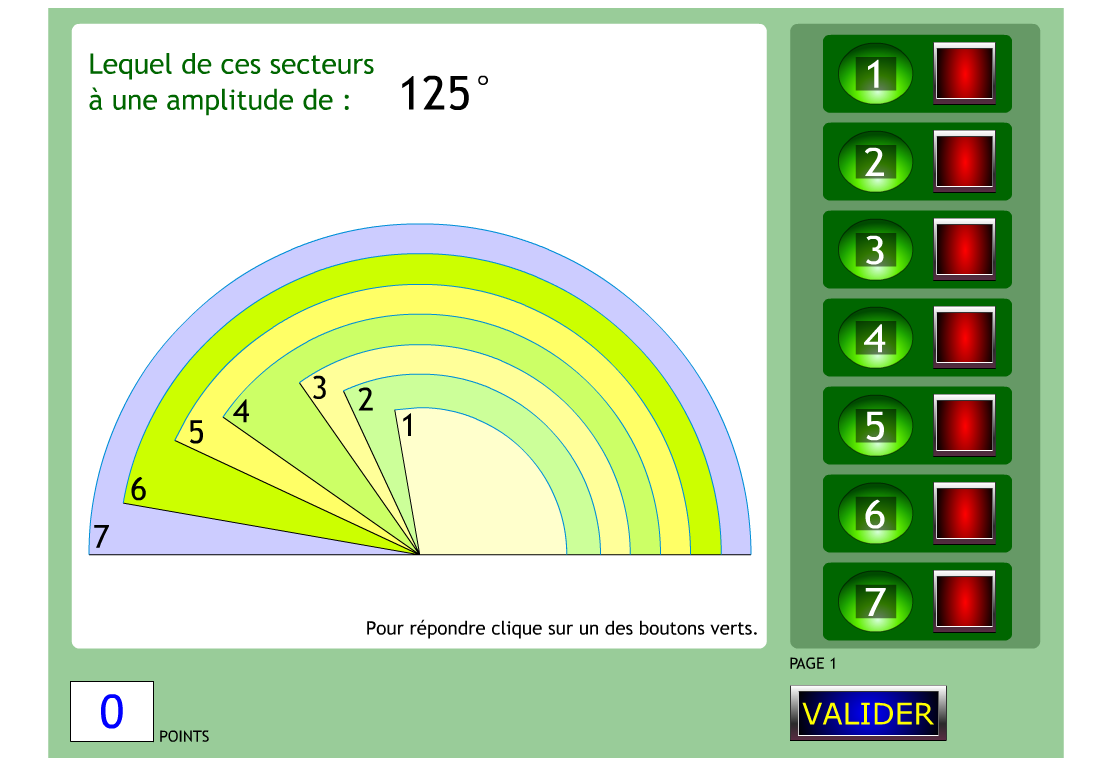 Lequel de ces secteurs
à une amplitude de : 125°
1
2
3
4
5
6
7
3
2
4
1
5
6
7
Pour répondre clique sur un des boutons verts.
PAGE 1
0 POINTS
VALIDER